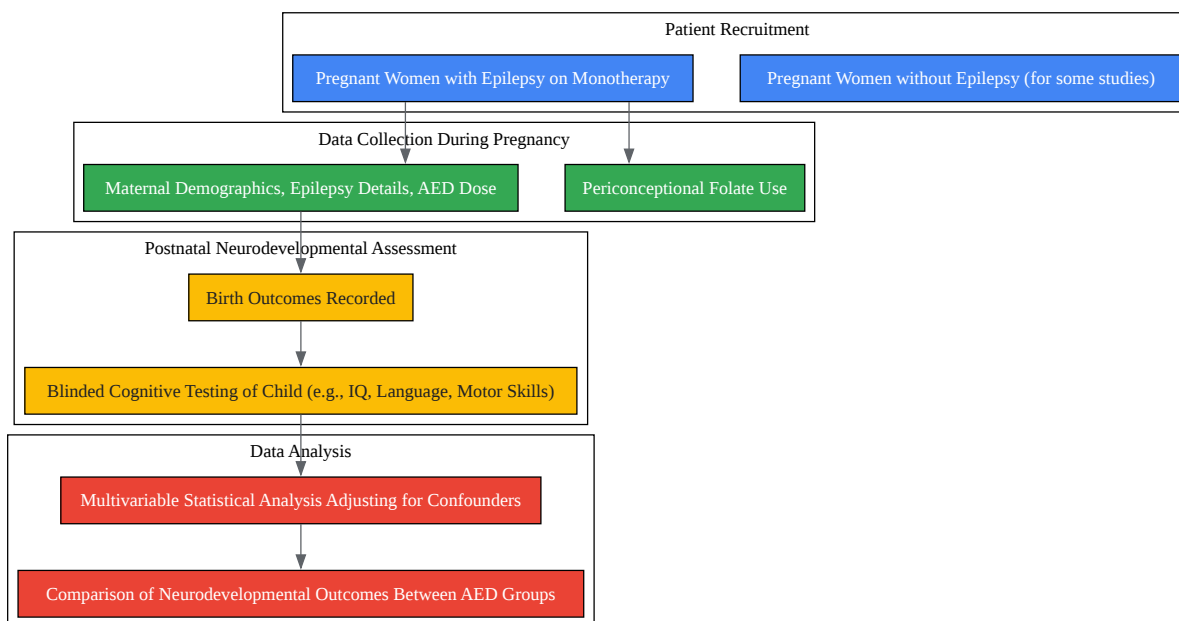 Patient Recruitment
Pregnant Women with Epilepsy on Monotherapy
Pregnant Women without Epilepsy (for some studies)
Data Collection During Pregnancy
Maternal Demographics, Epilepsy Details, AED Dose
Periconceptional Folate Use
Postnatal Neurodevelopmental Assessment
Birth Outcomes Recorded
Blinded Cognitive Testing of Child (e.g., IQ, Language, Motor Skills)
Data Analysis
Multivariable Statistical Analysis Adjusting for Confounders
Comparison of Neurodevelopmental Outcomes Between AED Groups